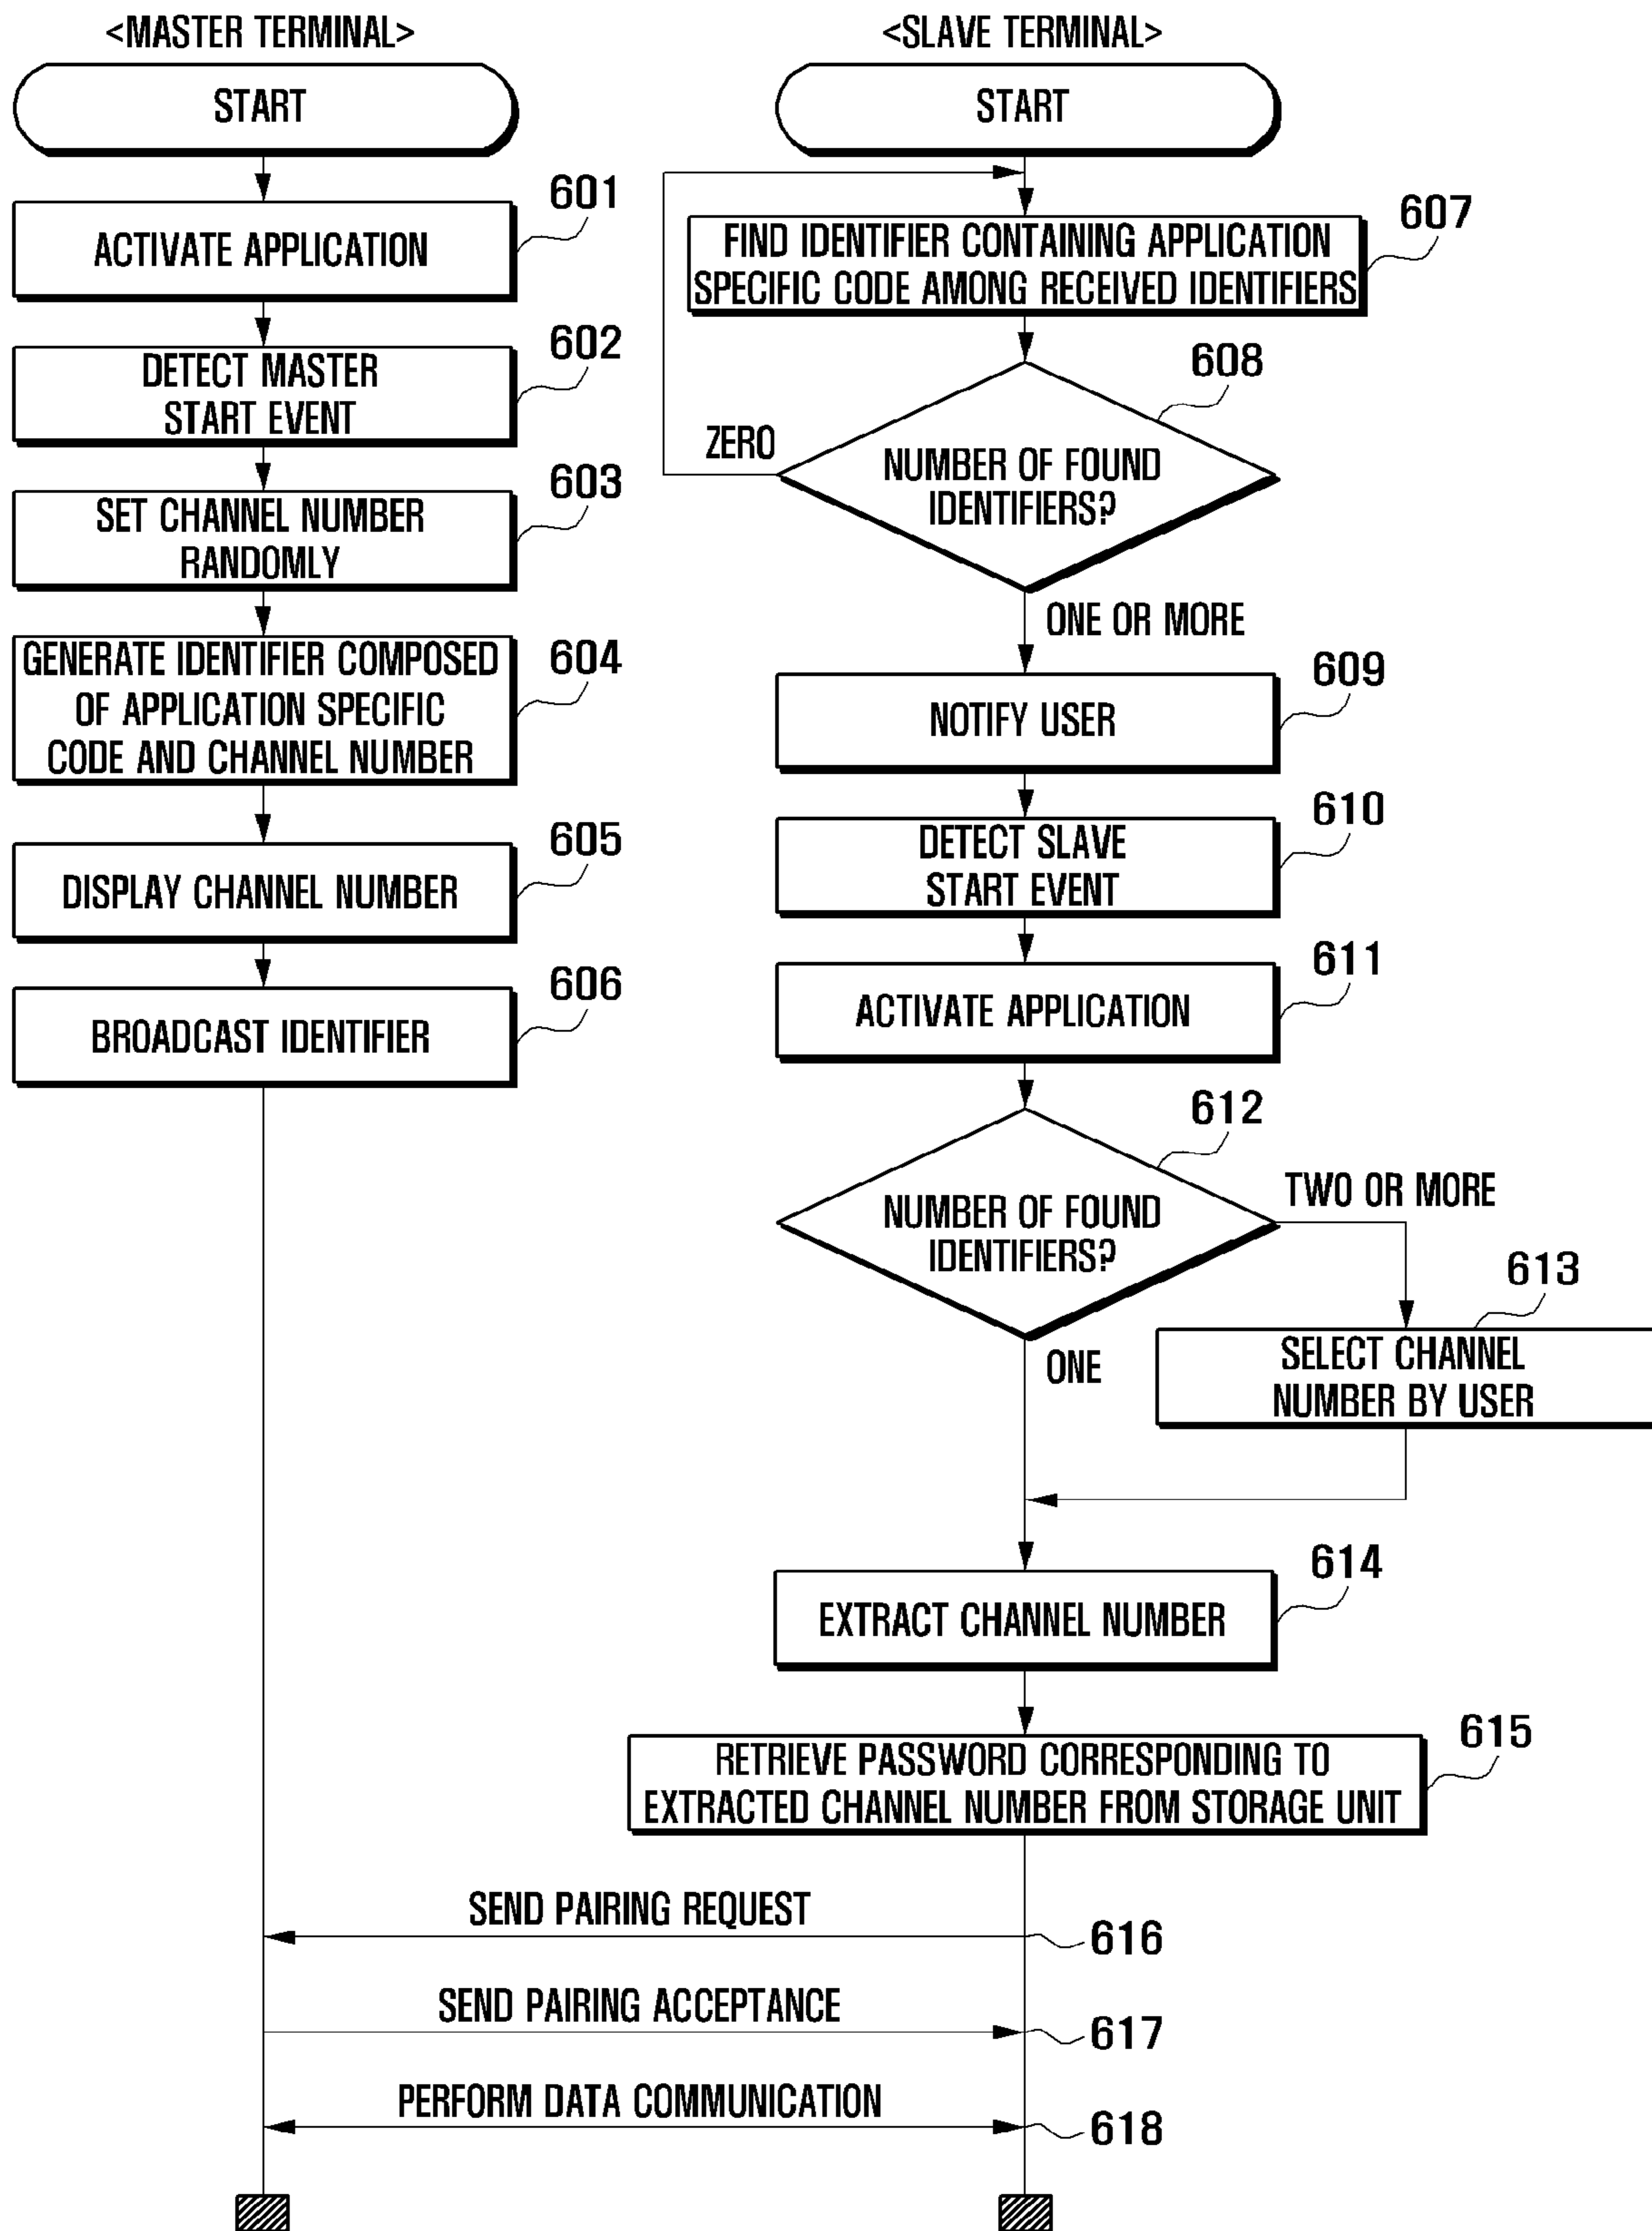 <MASTER TERMINAL>
START
601
ACTIVATE APPLICATION
602
DETECT MASTER
START EVENT
603
SET CHANNEL NUMBER
RANDOMLY
604
GENERATE IDENTIFIER COMPOSED
OF APPLICATION SPECIFIC
CODE AND CHANNEL NUMBER
605
DISPLAY CHANNEL NUMBER
606
BROADCAST IDENTIFIER
<SLAVE TERMINAL>
START
607
FIND IDENTIFIER CONTAINING APPLICATION
SPECIFIC CODE AMONG RECEIVED IDENTIFIERS
608
ZERO
NUMBER OF FOUND
IDENTIFIERS?
ONE OR MORE
609
NOTIFY USER
610
DETECT SLAVE
START EVENT
611
ACTIVATE APPLICATION
612
TWO OR MORE
NUMBER OF FOUND
IDENTIFIERS?
613
SELECT CHANNEL
NUMBER BY USER
ONE
614
EXTRACT CHANNEL NUMBER
615
RETRIEVE PASSWORD CORRESPONDING TO
EXTRACTED CHANNEL NUMBER FROM STORAGE UNIT
SEND PAIRING REQUEST
616
SEND PAIRING ACCEPTANCE
617
PERFORM DATA COMMUNICATION
618